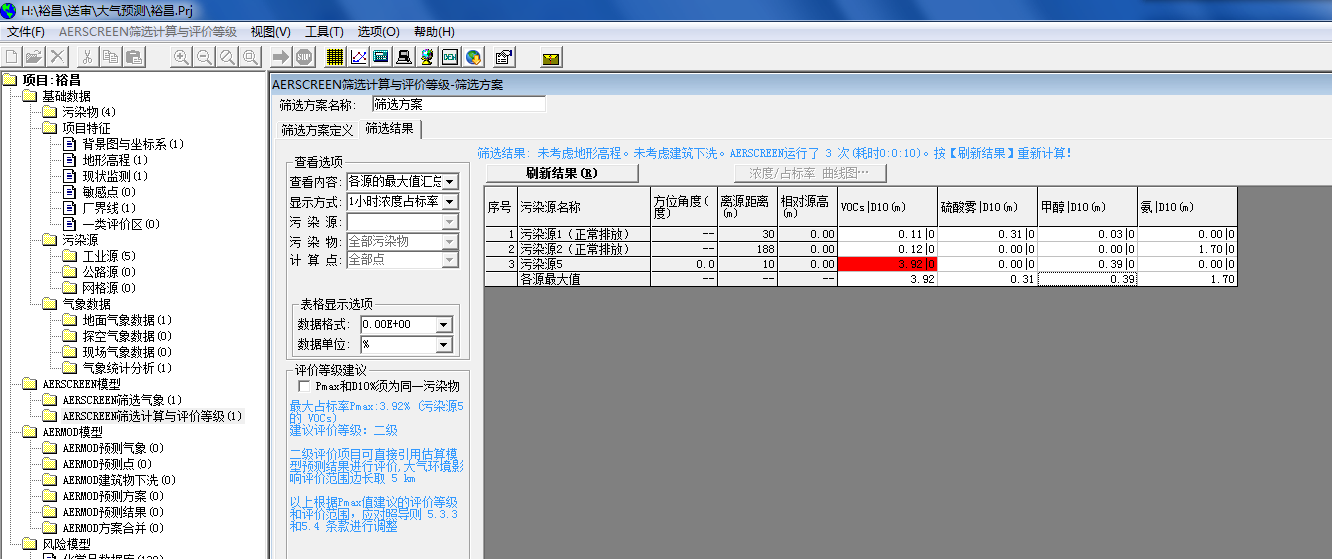 H:\裕昌\送审\大气预测\裕昌.Prj
文件(F) AERSCREEN筛选计算与评价等级 视图(V) 工具(T) 选项(O) 帮助(H)
项目:裕昌
基础数据
污染物(4)
项目特征
背景图与坐标系(1)
地形高程(1)
现状监测(1)
敏感点(0)
厂界线(1)
一类评价区(0)
污染源
工业源(5)
公路源(0)
网格源(0)
气象数据
地面气象数据(1)
探空气象数据(0)
现场气象数据(0)
气象统计分析(1)
AERSCREEN模型
AERSCREEN筛选气象(1)
AERSCREEN筛选计算与评价等级(1)
AERMOD模型
AERMOD预测气象(0)
AERMOD预测点(0)
AERMOD建筑物下洗(0)
AERMOD预测方案(0)
AERMOD预测结果(0)
AERMOD方案合并(0)
风险模型
AERSCREEN筛选计算与评价等级-筛选方案
筛选方案名称: 筛选方案
筛选方案定义 筛选结果
查看选项
查看内容: 各源的最大值汇总
显示方式: 1小时浓度占标率
污 染 源:
污 染 物: 全部污染物
计 算 点: 全部点
表格显示选项
数据格式: 0.00E+00
数据单位: %
评价等级建议
Pmax和D10%须为同一污染物
最大占标率Pmax:3.92% (污染源5
的 VOCs)
建议评价等级: 二级
二级评价项目可直接引用估算模
型预测结果进行评价,大气环境影
响评价范围边长取 5 km
以上根据Pmax值建议的评价等级
和评价范围，应对照导则 5.3.3
和5.4 条款进行调整
筛选结果: 未考虑地形高程。未考虑建筑下洗。AERSCREEN运行了 3 次(耗时0:0:10)。按【刷新结果】重新计算!
刷新结果(R) 浓度/占标率 曲线图…
序号 污染源名称 方位角度(度) 离源距离(m) 相对源高(m) VOCs|D10(m) 硫酸雾|D10(m) 甲醇|D10(m) 氨|D10(m)
1 污染源1（正常排放） -- 30 0.00 0.11|0 0.31|0 0.03|0 0.00|0
2 污染源2（正常排放） -- 188 0.00 0.12|0 0.00|0 0.00|0 1.70|0
3 污染源5 0.0 10 0.00 3.92|0 0.00|0 0.39|0 0.00|0
各源最大值 -- -- -- 3.92 0.31 0.39 1.70